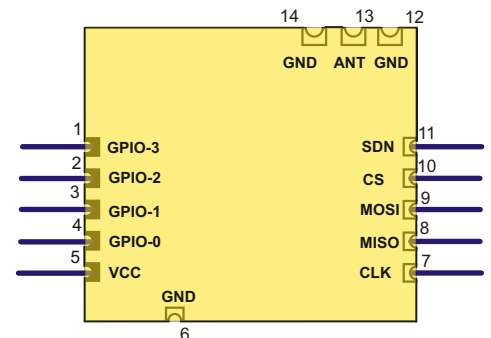 14 13 12
GND ANT GND
1 GPIO-3 SDN 11
2 GPIO-2 CS 10
3 GPIO-1 MOSI 9
4 GPIO-0 MISO 8
5 VCC CLK 7
GND
6